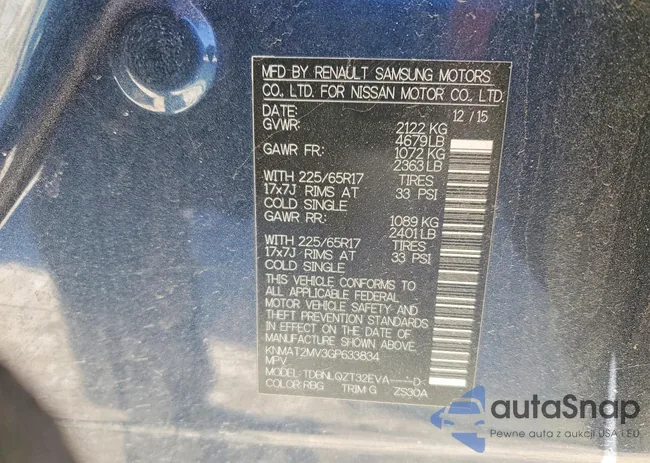 MFD BY RENAULT SAMSUNG MOTORS
CO., LTD. FOR NISSAN MOTOR CO., LTD.
DATE: 12/15
GVWR: 2122 KG
4679 LB
GAWR FR: 1072 KG
2363 LB
WITH 225/65R17 TIRES
17x7J RIMS AT 33 PSI
COLD SINGLE
GAWR RR: 1089 KG
2401 LB
WITH 225/65R17 TIRES
17x7J RIMS AT 33 PSI
COLD SINGLE
THIS VEHICLE CONFORMS TO
ALL APPLICABLE FEDERAL
MOTOR VEHICLE SAFETY AND
THEFT PREVENTION STANDARDS
IN EFFECT ON THE DATE OF
MANUFACTURE SHOWN ABOVE.
KNMAT2MV3GP633834
MPV
MODEL: TDBNLQZT32EVA---D-
COLOR: RBG TRIM: G ZS30A
autaSnap
Pewne auta z aukcji USA i EU